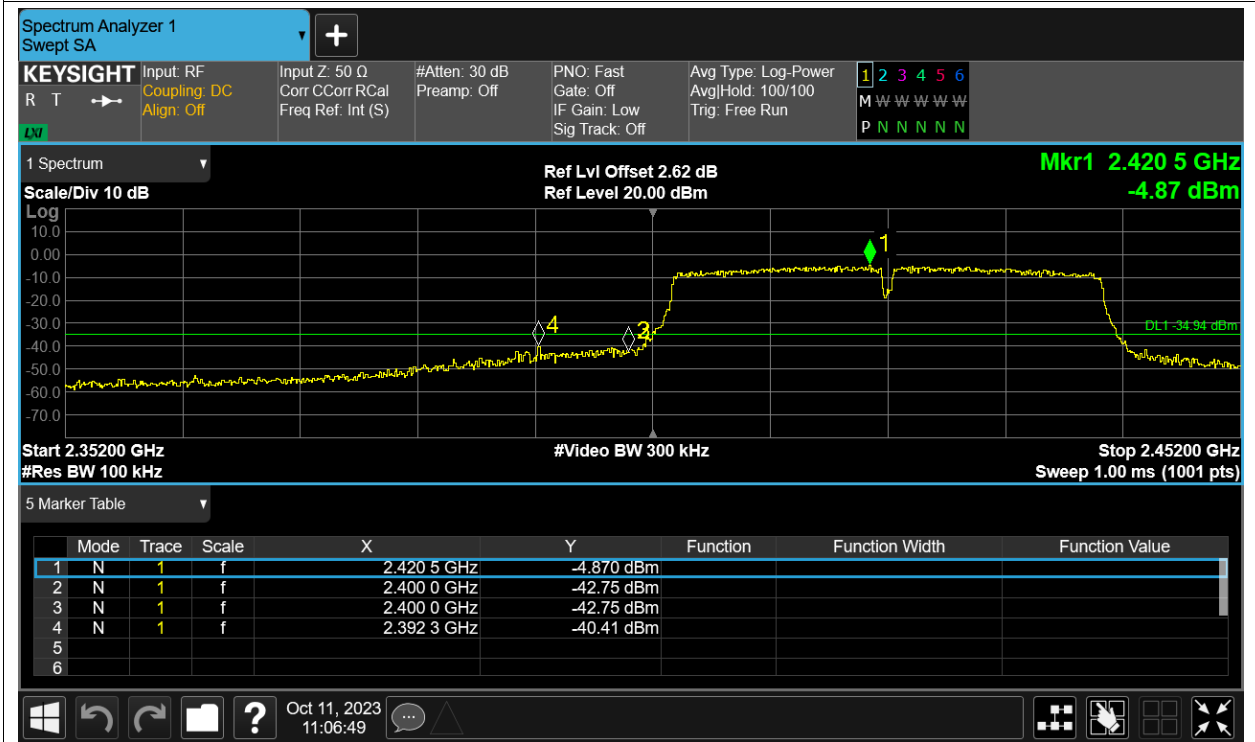 Spectrum Analyzer 1
Swept SA
+
KEYSIGHT Input: RF Input Z: 50 Ω #Atten: 30 dB PNO: Fast Avg Type: Log-Power 1 2 3 4 5 6
R T Coupling: DC Corr CCorr RCal Preamp: Off Gate: Off Avg|Hold: 100/100 M W W W W W
Align: Off Freq Ref: Int (S) IF Gain: Low Trig: Free Run
LXI Sig Track: Off P N N N N N
1 Spectrum Ref Lvl Offset 2.62 dB Mkr1 2.420 5 GHz
Scale/Div 10 dB Ref Level 20.00 dBm -4.87 dBm
Log
10.0
1
0.00
-10.0
-20.0
-30.0
4
DL1 -34.94 dBm
-40.0
-50.0
-60.0
-70.0
Start 2.35200 GHz #Video BW 300 kHz Stop 2.45200 GHz
#Res BW 100 kHz Sweep 1.00 ms (1001 pts)
5 Marker Table
Mode Trace Scale X Y Function Function Width Function Value
1 N 1 f 2.420 5 GHz -4.870 dBm
2 N 1 f 2.400 0 GHz -42.75 dBm
3 N 1 f 2.400 0 GHz -42.75 dBm
4 N 1 f 2.392 3 GHz -40.41 dBm
5
6
? Oct 11, 2023
11:06:49